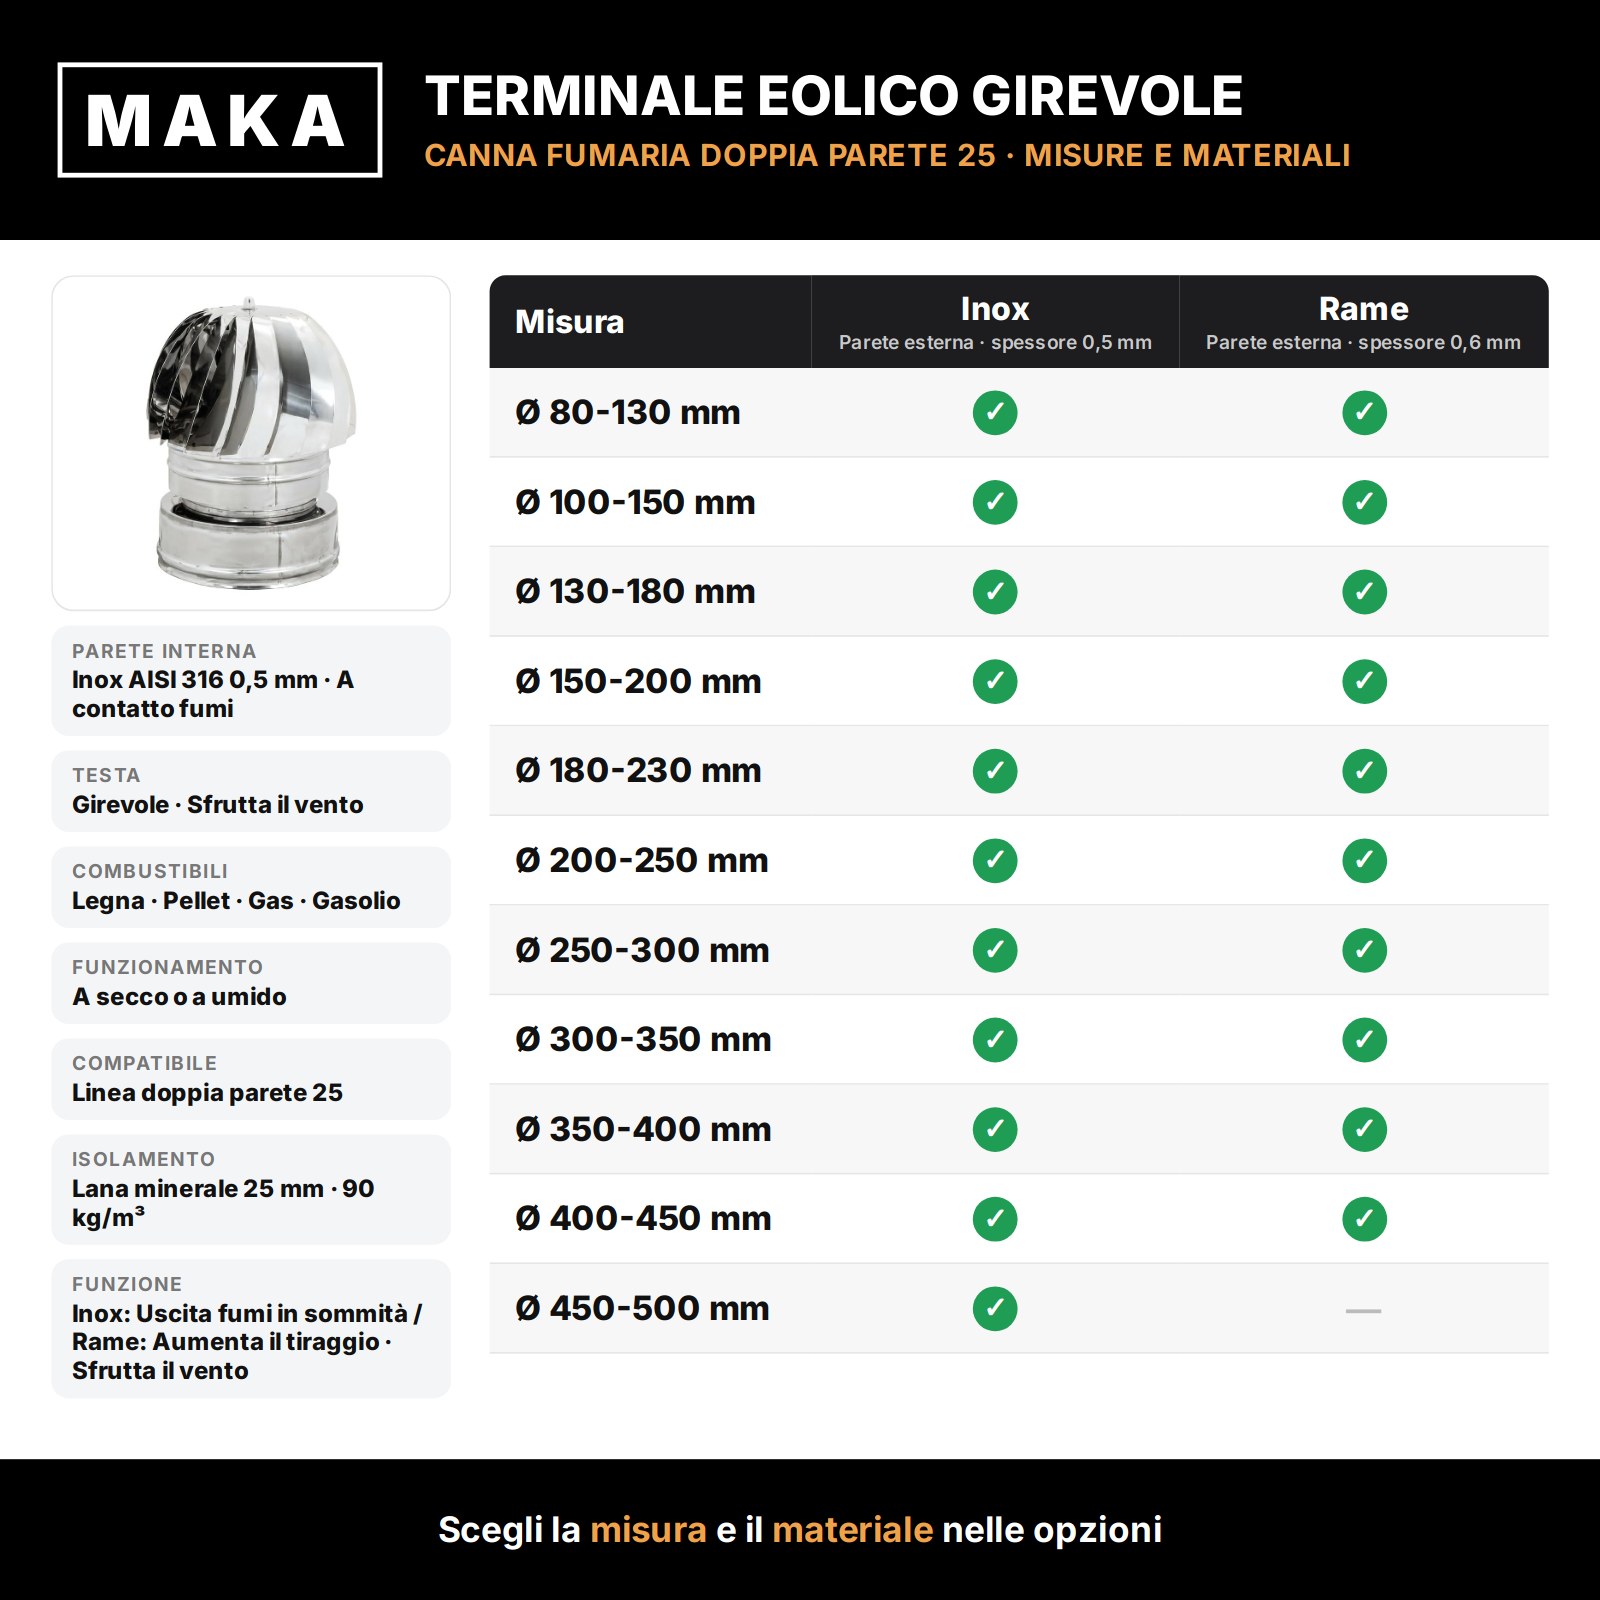 MAKA
TERMINALE EOLICO GIREVOLE
CANNA FUMARIA DOPPIA PARETE 25 · MISURE E MATERIALI
PARETE INTERNA
Inox AISI 316 0,5 mm · A
contatto fumi
TESTA
Girevole · Sfrutta il vento
COMBUSTIBILI
Legna · Pellet · Gas · Gasolio
FUNZIONAMENTO
A secco o a umido
COMPATIBILE
Linea doppia parete 25
ISOLAMENTO
Lana minerale 25 mm · 90
kg/m³
FUNZIONE
Inox: Uscita fumi in sommità /
Rame: Aumenta il tiraggio ·
Sfrutta il vento
Misura Inox Rame
Parete esterna · spessore 0,5 mm Parete esterna · spessore 0,6 mm
Ø 80-130 mm ✓ ✓
Ø 100-150 mm ✓ ✓
Ø 130-180 mm ✓ ✓
Ø 150-200 mm ✓ ✓
Ø 180-230 mm ✓ ✓
Ø 200-250 mm ✓ ✓
Ø 250-300 mm ✓ ✓
Ø 300-350 mm ✓ ✓
Ø 350-400 mm ✓ ✓
Ø 400-450 mm ✓ ✓
Ø 450-500 mm ✓ —
Scegli la misura e il materiale nelle opzioni